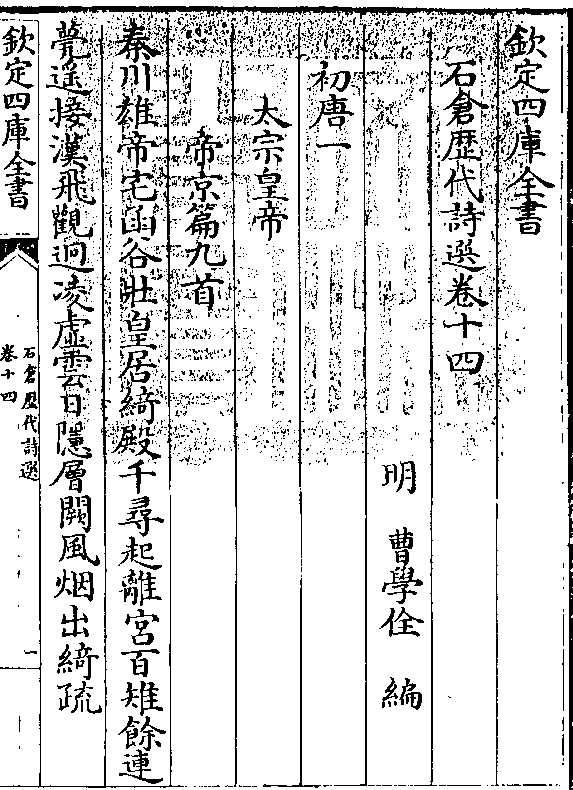 欽定四庫全書
石倉歴代詩選卷十四
明 曹學佺 編
初唐一
太宗皇帝
帝京篇九首
秦川雄帝宅函谷壯皇居綺殿千尋起離宮百雉餘連
甍遥接漢飛觀迥凌虚雲日隱層闕風烟出綺疏
欽定四庫全書
石倉歴代詩選
卷十四
一